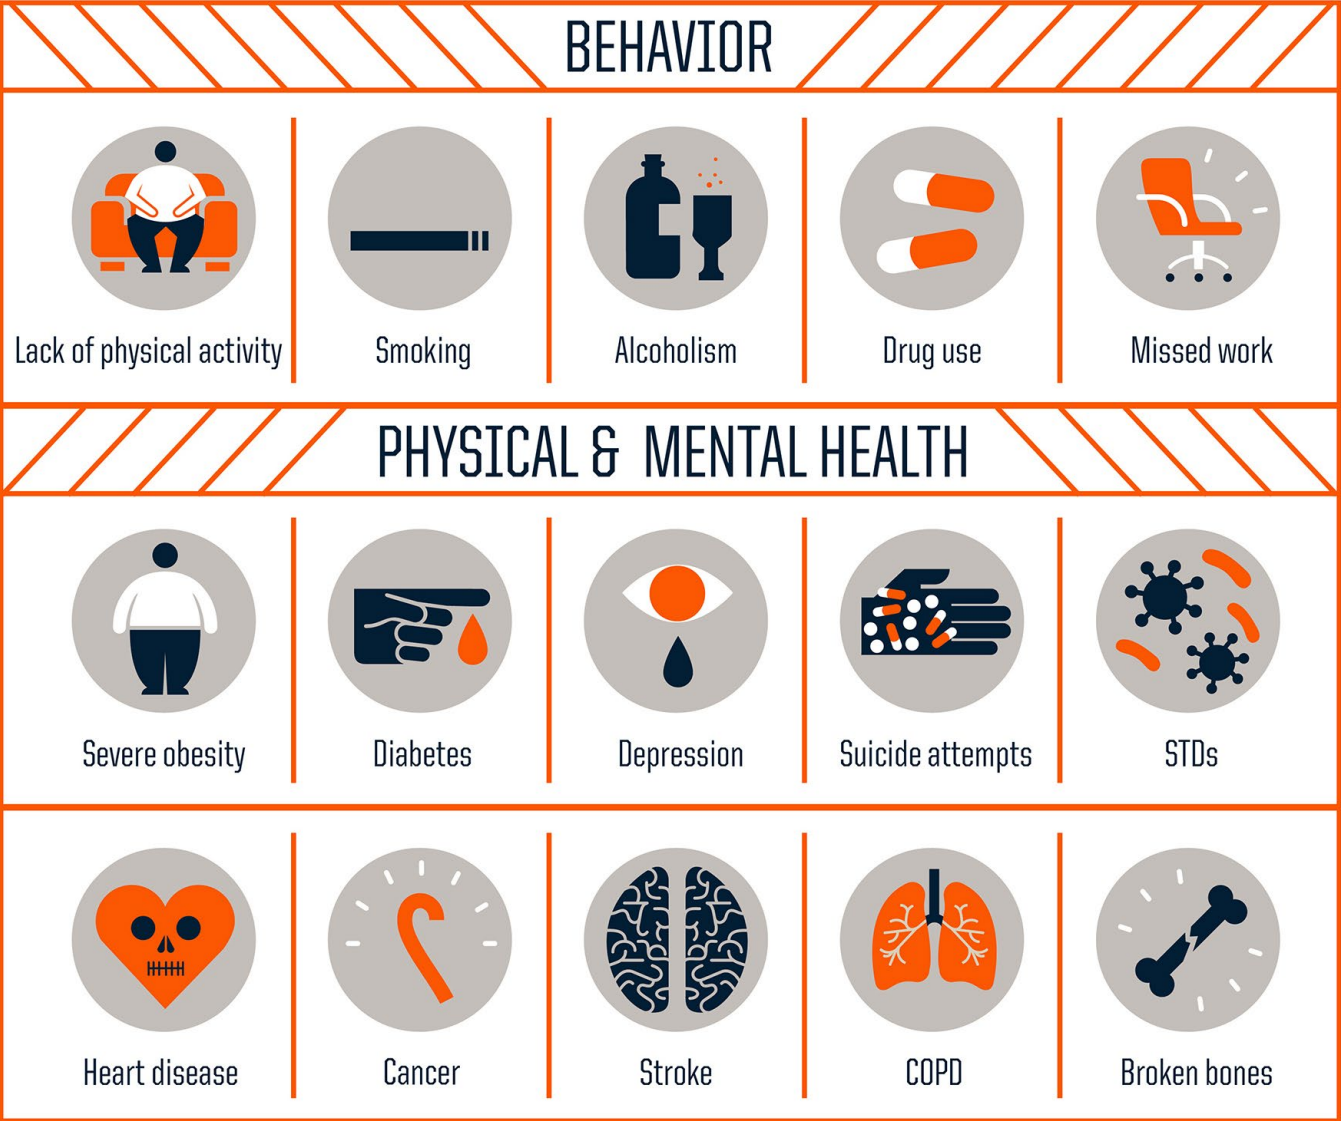 BEHAVIOR
Lack of physical activity
Smoking
Alcoholism
Drug use
Missed work
PHYSICAL & MENTAL HEALTH
Severe obesity
Diabetes
Depression
Suicide attempts
STDs
Heart disease
Cancer
Stroke
COPD
Broken bones